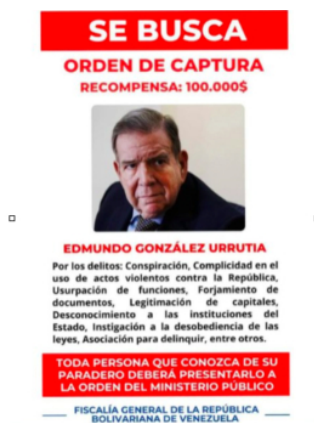 SE BUSCA
ORDEN DE CAPTURA
RECOMPENSA: 100.000$
EDMUNDO GONZÁLEZ URRUTIA
Por los delitos: Conspiración, Complicidad en el
uso de actos violentos contra la República,
Usurpación de funciones, Forjamiento de
documentos, Legitimación de capitales,
Desconocimiento a las instituciones del
Estado, Instigación a la desobediencia de las
leyes, Asociación para delinquir, entre otros.
TODA PERSONA QUE CONOZCA DE SU
PARADERO DEBERÁ PRESENTARLO A
LA ORDEN DEL MINISTERIO PÚBLICO
FISCALÍA GENERAL DE LA REPÚBLICA
BOLIVARIANA DE VENEZUELA